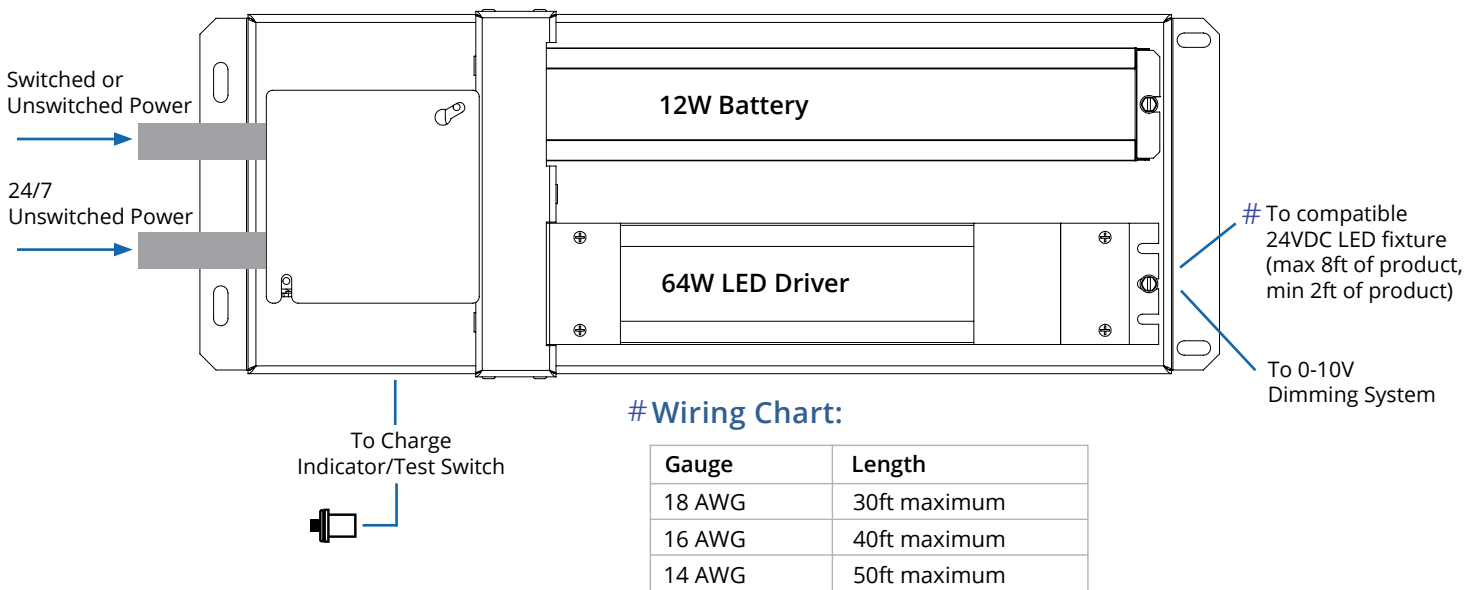 Switched or
Unswitched Power
24/7
Unswitched Power
12W Battery
64W LED Driver
# To compatible
24VDC LED fixture
(max 8ft of product,
min 2ft of product)
To 0-10V
Dimming System
To Charge
Indicator/Test Switch
# Wiring Chart:
Gauge Length
18 AWG 30ft maximum
16 AWG 40ft maximum
14 AWG 50ft maximum